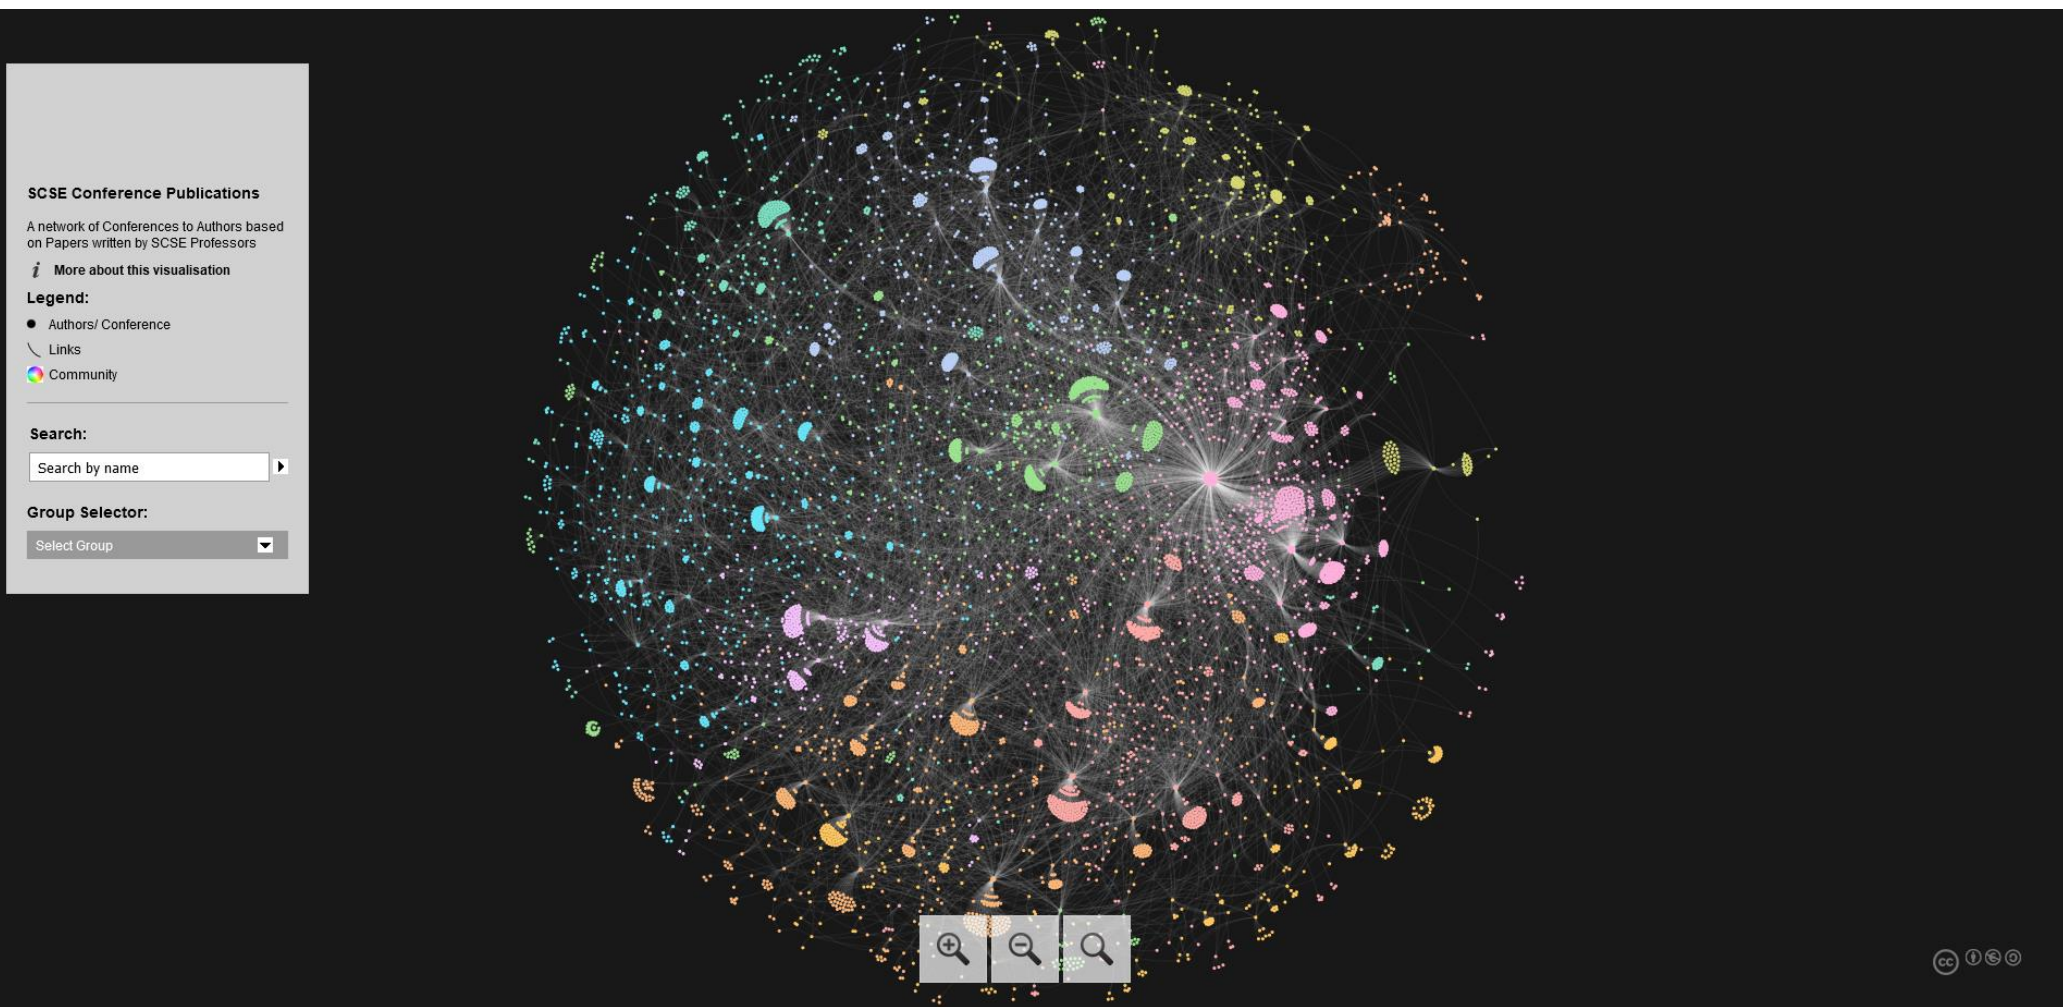 SCSE Conference Publications
A network of Conferences to Authors based
on Papers written by SCSE Professors
i More about this visualisation
Legend:
Authors/ Conference
Links
Community
Search:
Search by name
Group Selector:
Select Group
cc